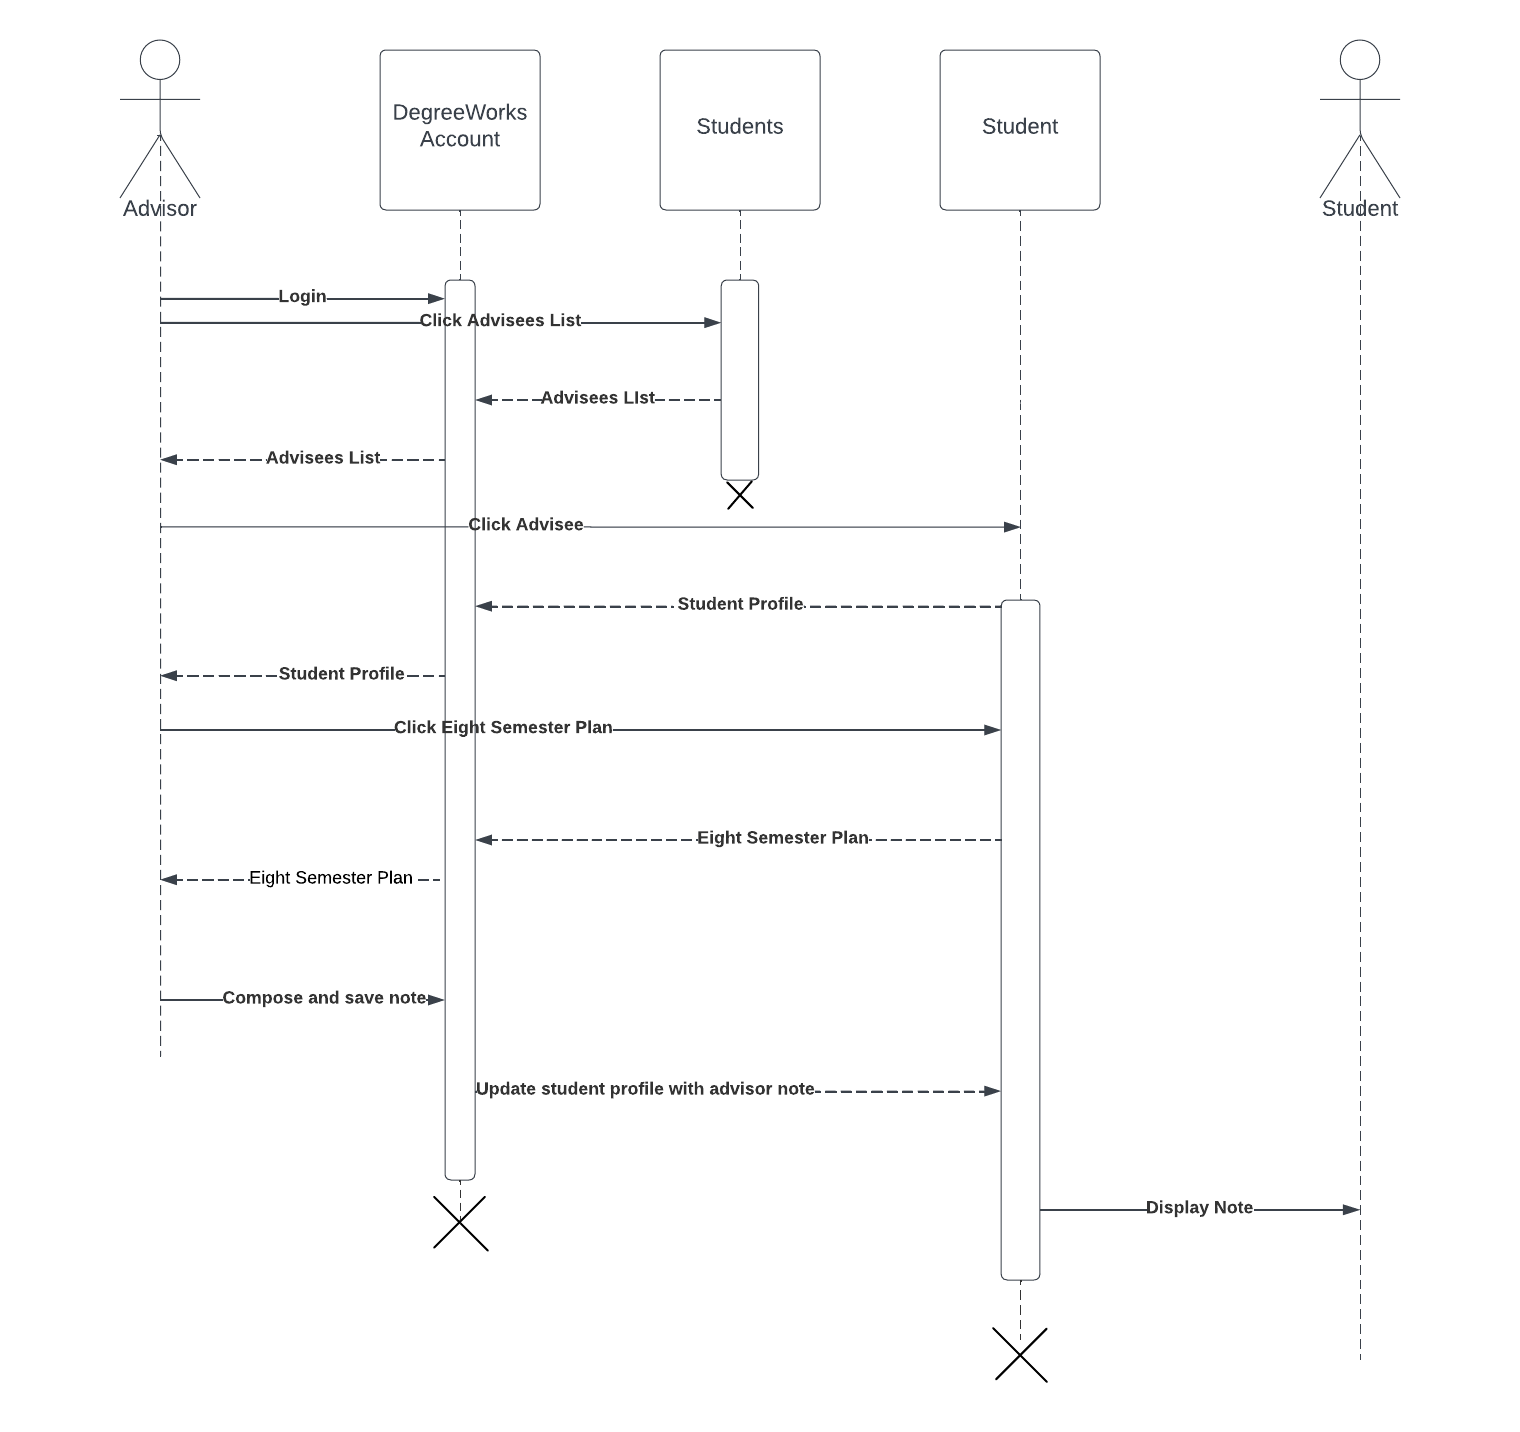 DegreeWorks
Account
Students
Student
Advisor
Student
Login
Click Advisees List
Advisees LIst
Advisees List
Click Advisee
Student Profile
Student Profile
Click Eight Semester Plan
Eight Semester Plan
Eight Semester Plan
Compose and save note
Update student profile with advisor note
Display Note